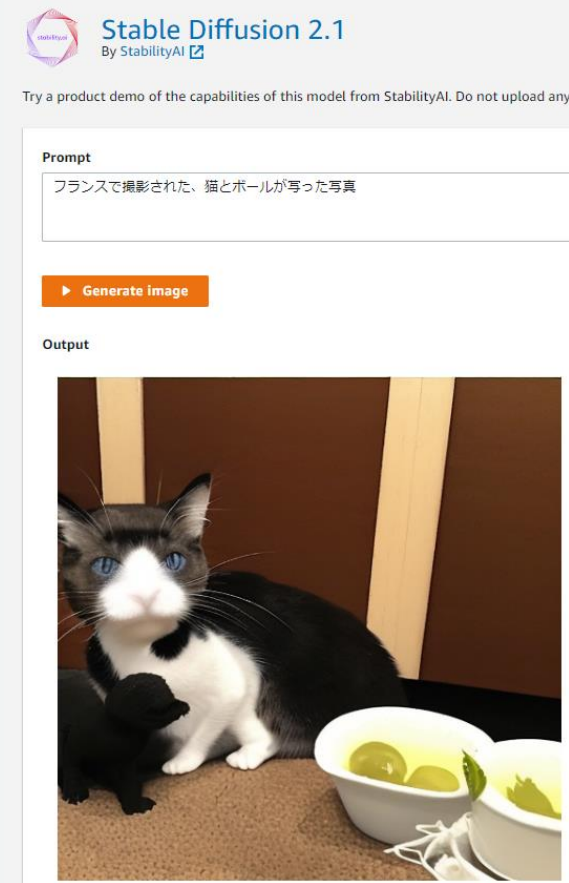 stability.ai
Stable Diffusion 2.1
By StabilityAI
Try a product demo of the capabilities of this model from StabilityAI. Do not upload any
Prompt
フランスで撮影された、猫とボールが写った写真
Generate image
Output